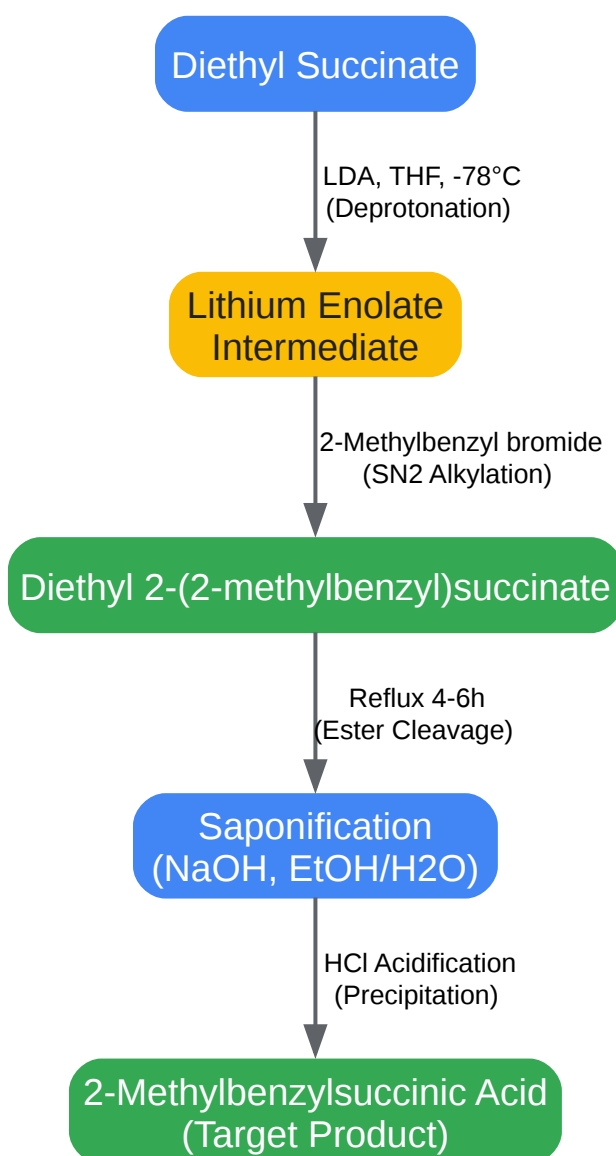 Diethyl Succinate
LDA, THF, -78°C
(Deprotonation)
Lithium Enolate
Intermediate
2-Methylbenzyl bromide
(SN2 Alkylation)
Diethyl 2-(2-methylbenzyl)succinate
Reflux 4-6h
(Ester Cleavage)
Saponification
(NaOH, EtOH/H2O)
HCl Acidification
(Precipitation)
2-Methylbenzylsuccinic Acid
(Target Product)